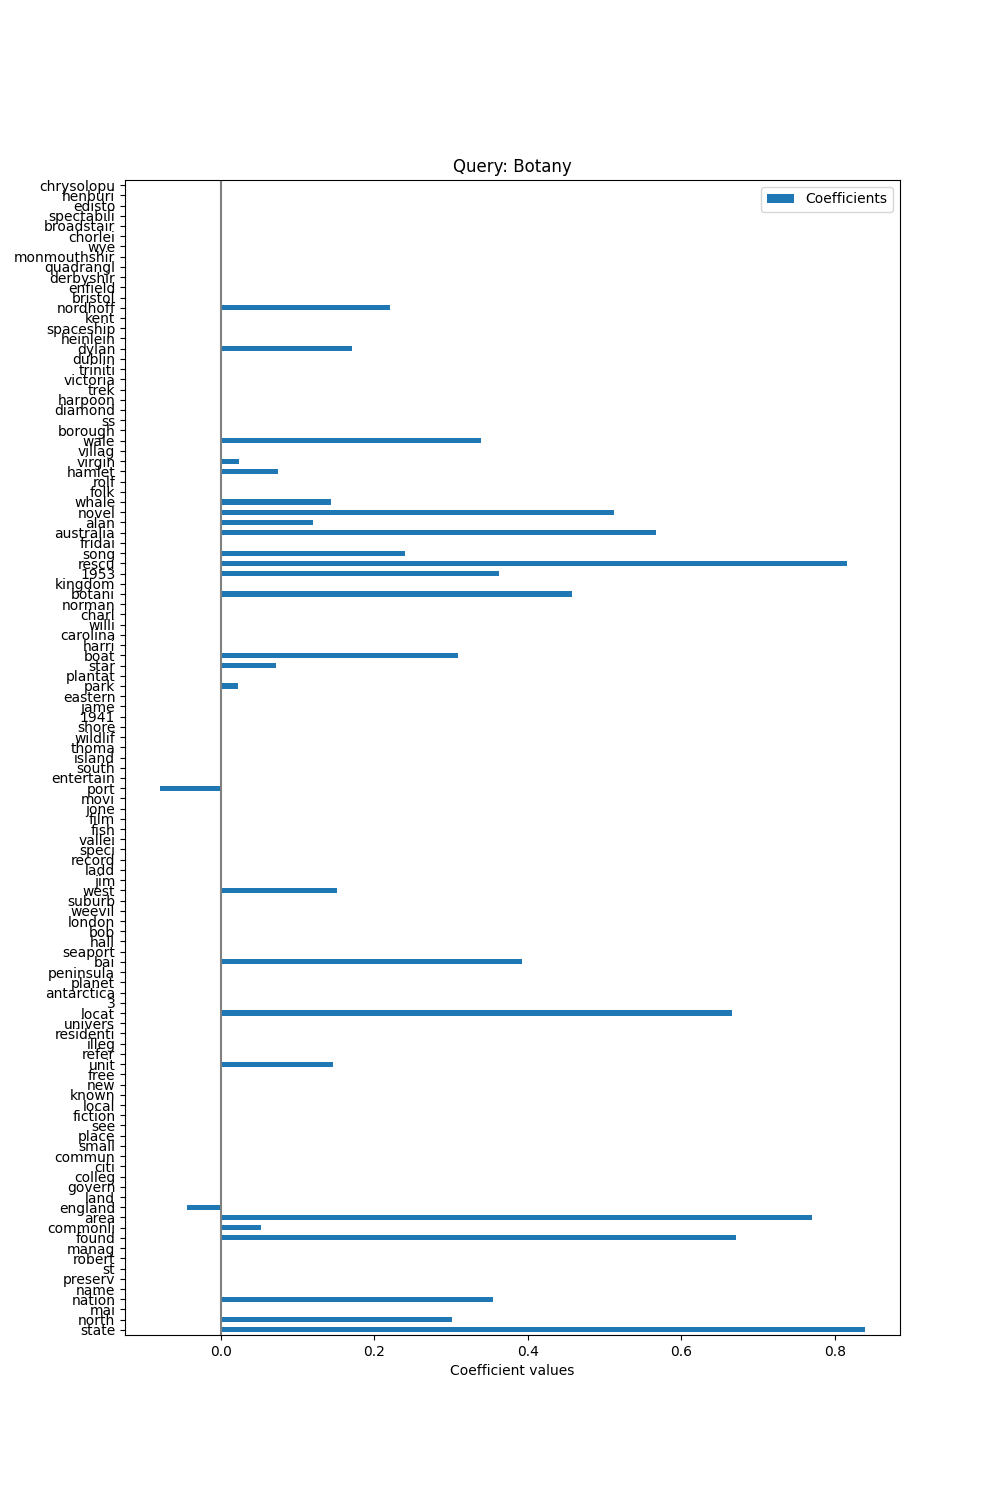 Query: Botany
Coefficients
chrysolopu
henburi
edisto
spectabili
broadstair
chorlei
wye
monmouthshir
quadrangl
derbyshir
enfield
bristol
nordhoff
kent
spaceship
heinlein
dylan
dublin
triniti
victoria
trek
harpoon
diamond
ss
borough
wale
villag
virgin
hamlet
rolf
folk
whale
novel
alan
australia
fridai
song
rescu
1953
kingdom
botani
norman
charl
willi
carolina
harri
boat
star
plantat
park
eastern
jame
1941
shore
wildlif
thoma
island
south
entertain
port
movi
jone
film
fish
vallei
speci
record
ladd
jim
west
suburb
weevil
london
bob
hall
seaport
bai
peninsula
planet
antarctica
3
locat
univers
residenti
illeg
refer
unit
free
new
known
local
fiction
see
place
small
commun
citi
colleg
govern
land
england
area
commonli
found
manag
robert
st
preserv
name
nation
mai
north
state
0.0 0.2 0.4 0.6 0.8
Coefficient values